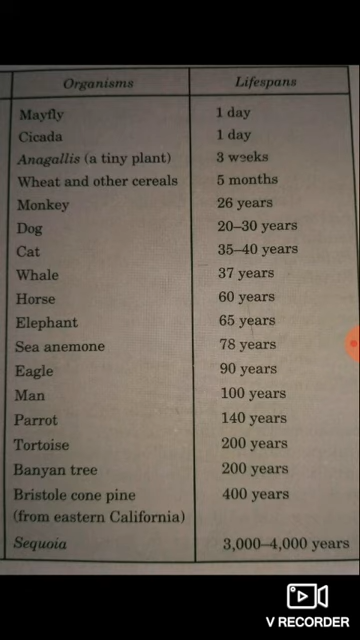 Organisms Lifespans
Mayfly 1 day
Cicada 1 day
Anagallis (a tiny plant) 3 weeks
Wheat and other cereals 5 months
Monkey 26 years
Dog 20–30 years
Cat 35–40 years
Whale 37 years
Horse 60 years
Elephant 65 years
Sea anemone 78 years
Eagle 90 years
Man 100 years
Parrot 140 years
Tortoise 200 years
Banyan tree 200 years
Bristole cone pine 400 years
(from eastern California)
Sequoia 3,000–4,000 years
V RECORDER